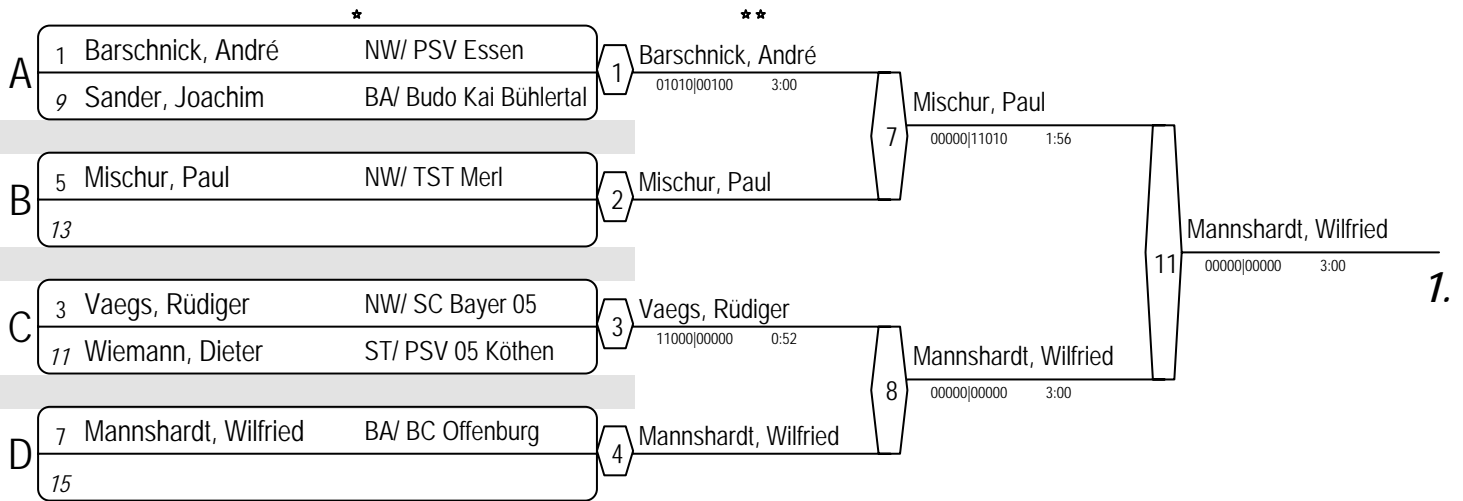 * **
A
1 Barschnick, André NW/ PSV Essen
9 Sander, Joachim BA/ Budo Kai Bühlertal
1
Barschnick, André
01010|00100 3:00
B
5 Mischur, Paul NW/ TST Merl
13
2
Mischur, Paul
7
Mischur, Paul
00000|11010 1:56
C
3 Vaegs, Rüdiger NW/ SC Bayer 05
11 Wiemann, Dieter ST/ PSV 05 Köthen
3
Vaegs, Rüdiger
11000|00000 0:52
D
7 Mannshardt, Wilfried BA/ BC Offenburg
15
4
Mannshardt, Wilfried
8
Mannshardt, Wilfried
00000|00000 3:00
11
Mannshardt, Wilfried
00000|00000 3:00
1.